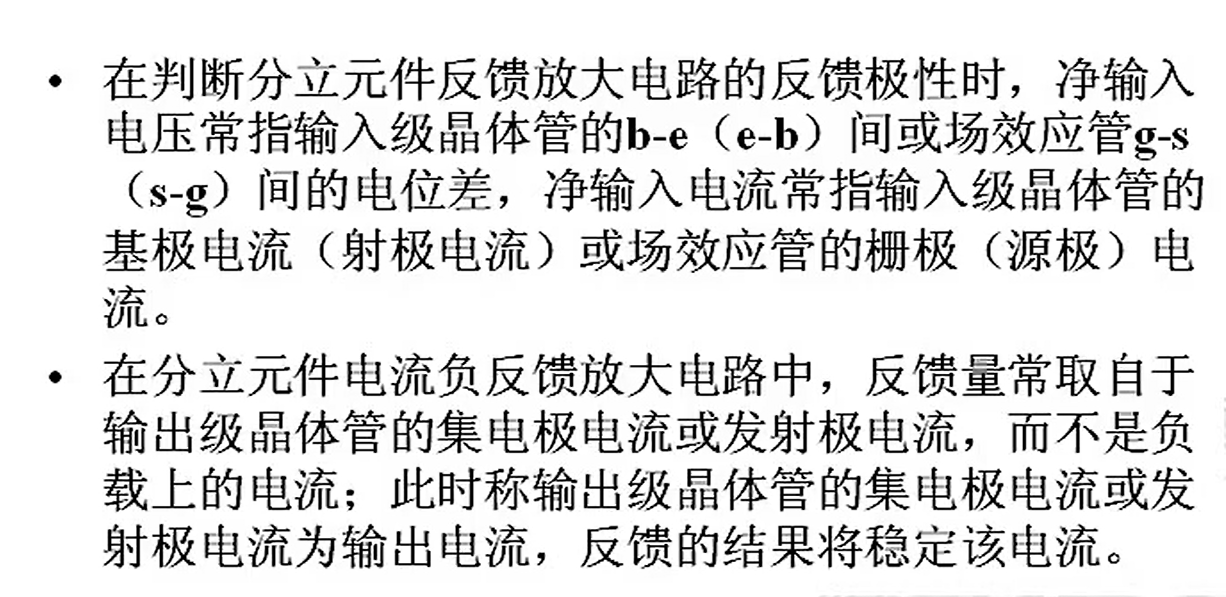 • 在判断分立元件反馈放大电路的反馈极性时，净输入
电压常指输入级晶体管的b-e（e-b）间或场效应管g-s
（s-g）间的电位差，净输入电流常指输入级晶体管的
基极电流（射极电流）或场效应管的栅极（源极）电
流。
• 在分立元件电流负反馈放大电路中，反馈量常取自于
输出级晶体管的集电极电流或发射极电流，而不是负
载上的电流；此时称输出级晶体管的集电极电流或发
射极电流为输出电流，反馈的结果将稳定该电流。